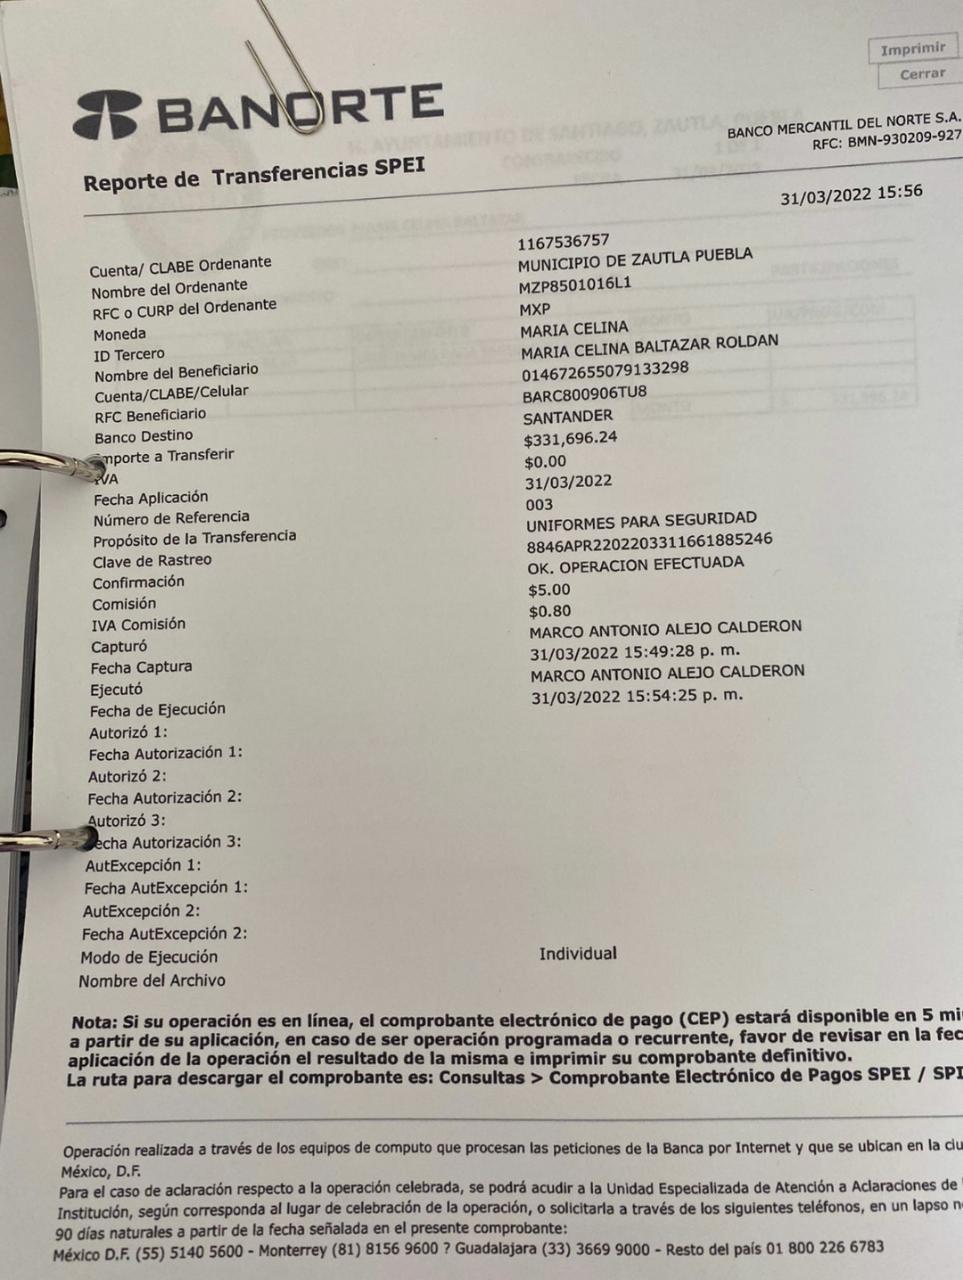 Imprimir
Cerrar
BANORTE
BANCO MERCANTIL DEL NORTE S.A.
RFC: BMN-930209-927
Reporte de Transferencias SPEI
31/03/2022 15:56
Cuenta/ CLABE Ordenante 1167536757
Nombre del Ordenante MUNICIPIO DE ZAUTLA PUEBLA
RFC o CURP del Ordenante MZP8501016L1
Moneda MXP
ID Tercero MARIA CELINA
Nombre del Beneficiario MARIA CELINA BALTAZAR ROLDAN
Cuenta/CLABE/Celular 014672655079133298
RFC Beneficiario BARC800906TU8
Banco Destino SANTANDER
mporte a Transferir $331,696.24
IVA $0.00
Fecha Aplicación 31/03/2022
Número de Referencia 003
Propósito de la Transferencia UNIFORMES PARA SEGURIDAD
Clave de Rastreo 8846APR2202203311661885246
Confirmación OK. OPERACION EFECTUADA
Comisión $5.00
IVA Comisión $0.80
Capturó MARCO ANTONIO ALEJO CALDERON
Fecha Captura 31/03/2022 15:49:28 p. m.
Ejecutó MARCO ANTONIO ALEJO CALDERON
Fecha de Ejecución 31/03/2022 15:54:25 p. m.
Autorizó 1:
Fecha Autorización 1:
Autorizó 2:
Fecha Autorización 2:
Autorizó 3:
echa Autorización 3:
AutExcepción 1:
Fecha AutExcepción 1:
AutExcepción 2:
Fecha AutExcepción 2:
Modo de Ejecución Individual
Nombre del Archivo
Nota: Si su operación es en línea, el comprobante electrónico de pago (CEP) estará disponible en 5 mi
a partir de su aplicación, en caso de ser operación programada o recurrente, favor de revisar en la fec
aplicación de la operación el resultado de la misma e imprimir su comprobante definitivo.
La ruta para descargar el comprobante es: Consultas > Comprobante Electrónico de Pagos SPEI / SPI
Operación realizada a través de los equipos de computo que procesan las peticiones de la Banca por Internet y que se ubican en la ciu
México, D.F.
Para el caso de aclaración respecto a la operación celebrada, se podrá acudir a la Unidad Especializada de Atención a Aclaraciones de
Institución, según corresponda al lugar de celebración de la operación, o solicitarla a través de los siguientes teléfonos, en un lapso n
90 días naturales a partir de la fecha señalada en el presente comprobante:
México D.F. (55) 5140 5600 - Monterrey (81) 8156 9600 ? Guadalajara (33) 3669 9000 - Resto del país 01 800 226 6783